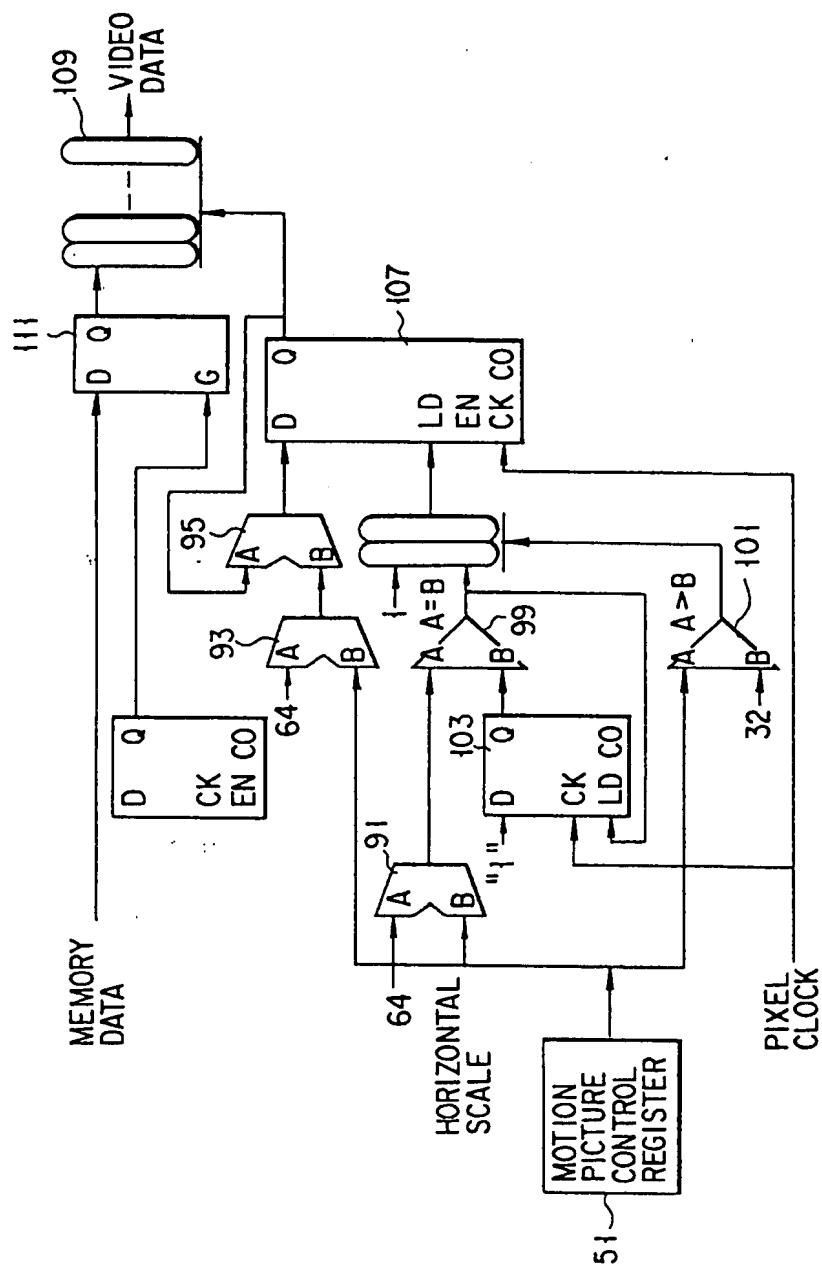 109
VIDEO
DATA
111
D Q
G
107
D Q
LD
EN
CK CO
95
A
B
93
A
B
64
1
A=B
A
B
99
A>B
A
B
101
32
D Q
CK
EN CO
103
D Q
CK
LD CO
"1"
91
A
B
64
MEMORY
DATA
HORIZONTAL
SCALE
MOTION
PICTURE
CONTROL
REGISTER
51
PIXEL
CLOCK